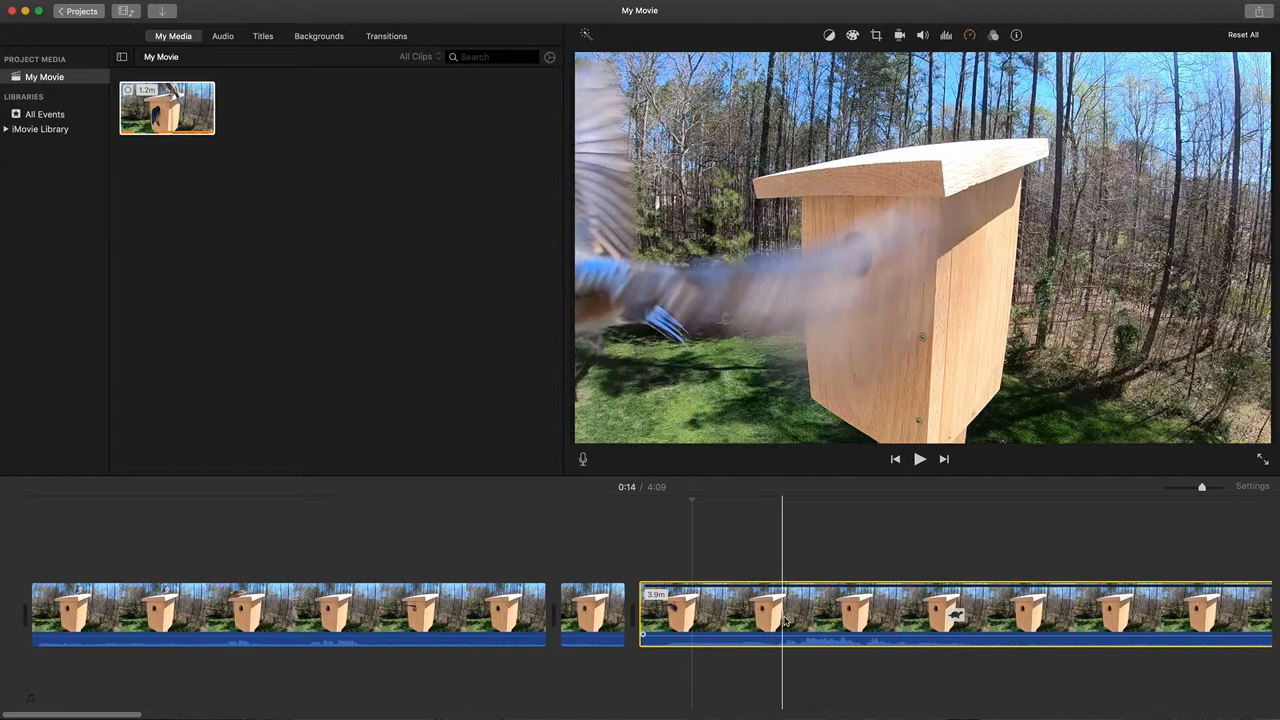 Projects
My Movie
My Media Audio Titles Backgrounds Transitions
Reset All
PROJECT MEDIA
My Movie
All Clips
Search
My Movie
LIBRARIES
All Events
iMovie Library
1.2m
0:14 / 4:09
Settings
3.9m